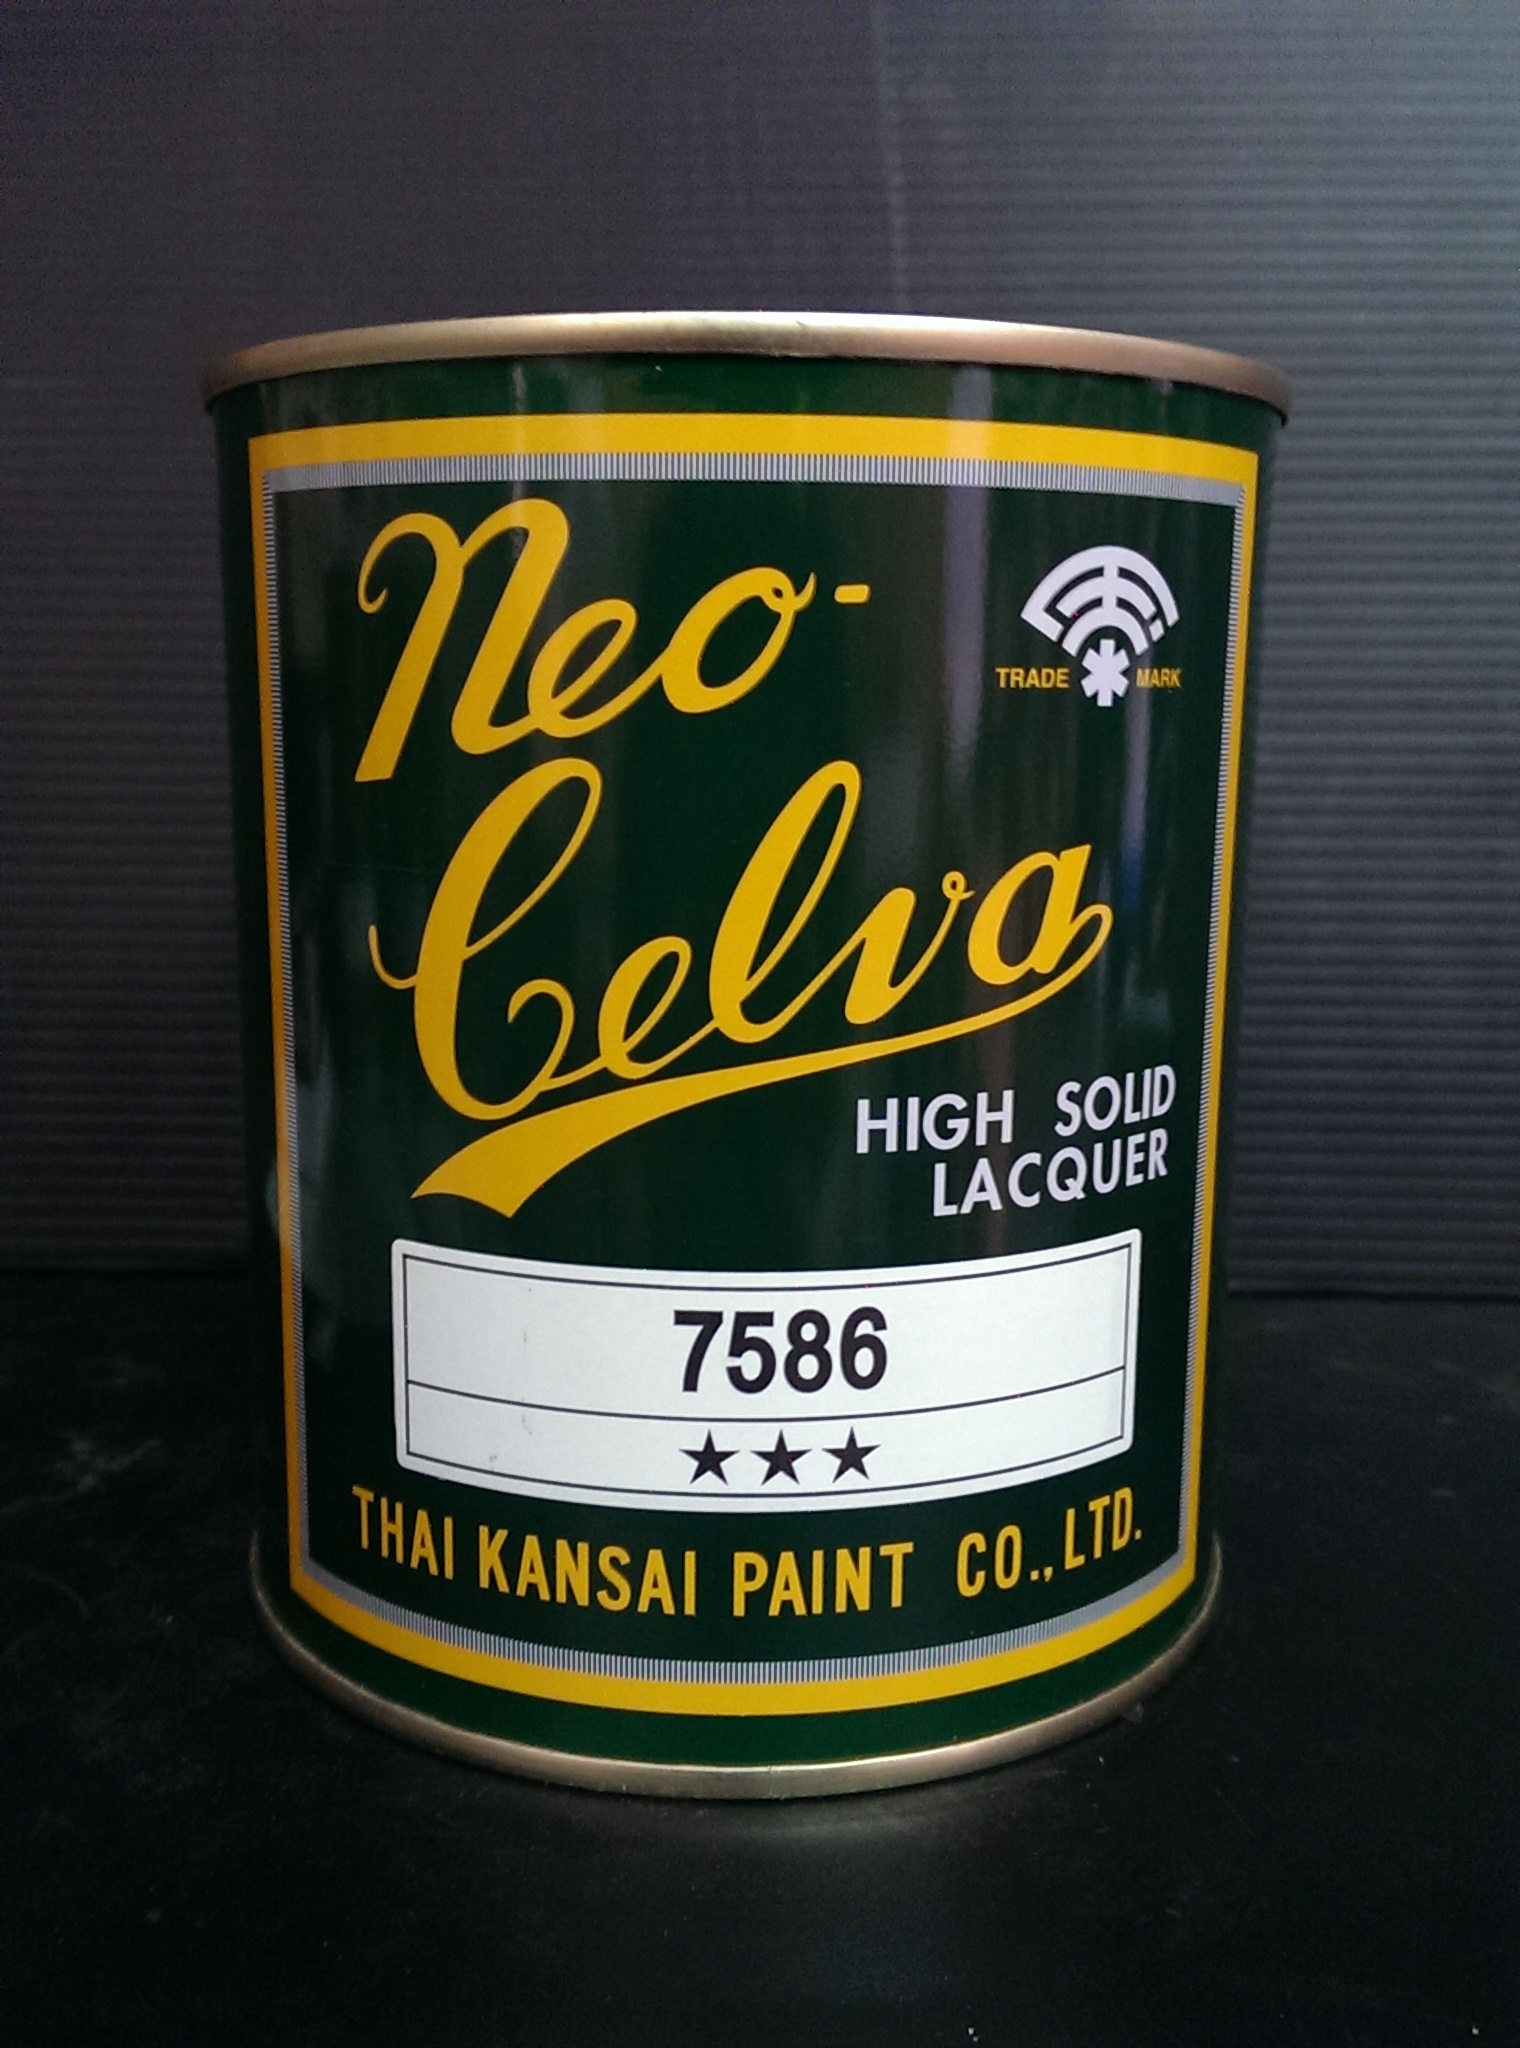 Neo-
Celva
TRADE MARK
HIGH SOLID
LACQUER
7586
★★★
THAI KANSAI PAINT CO., LTD.